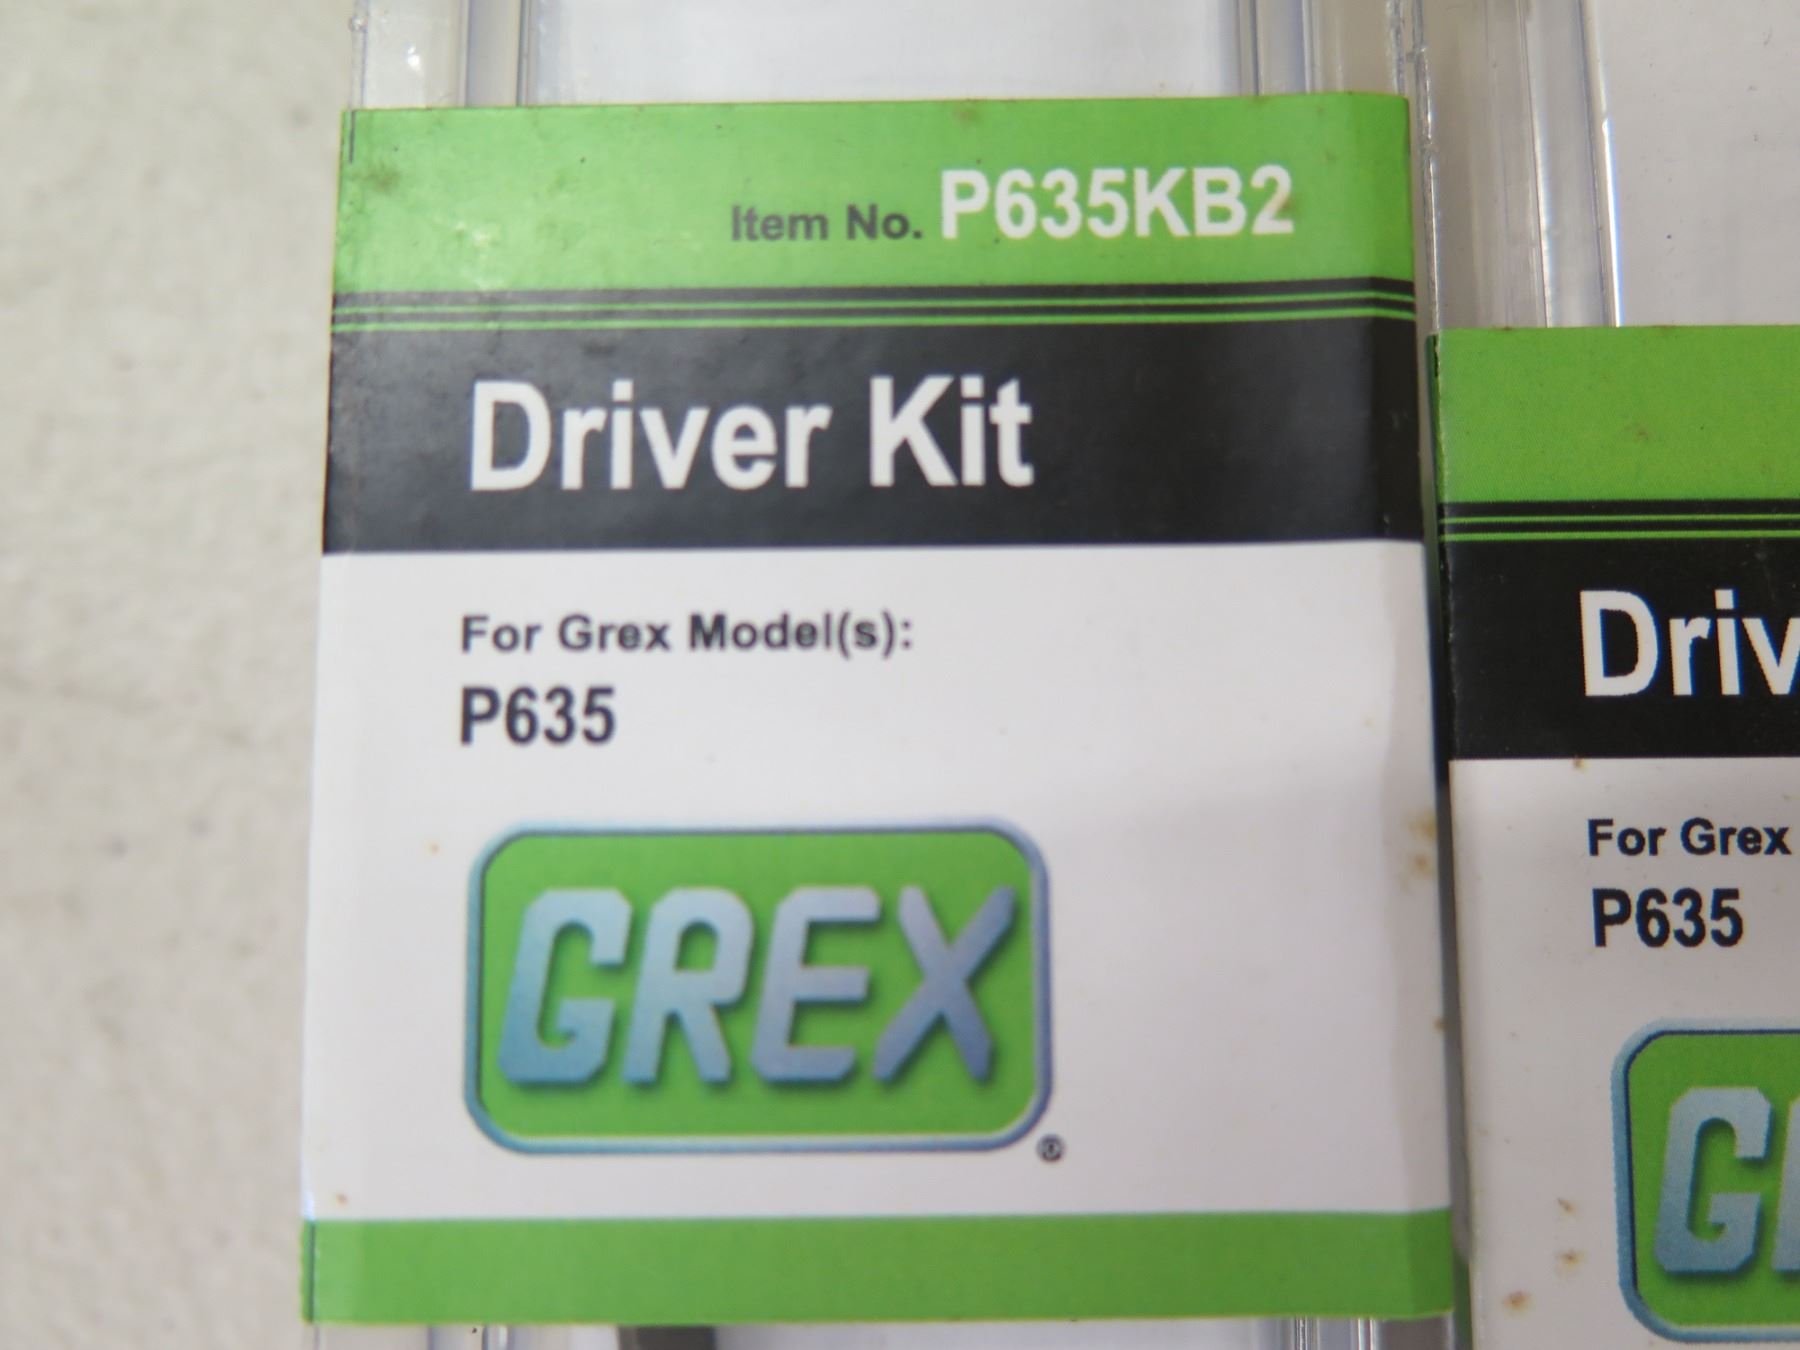 Item No. P635KB2
Driver Kit
For Grex Model(s):
P635
GREX
®
Driv
For Grex
P635
G